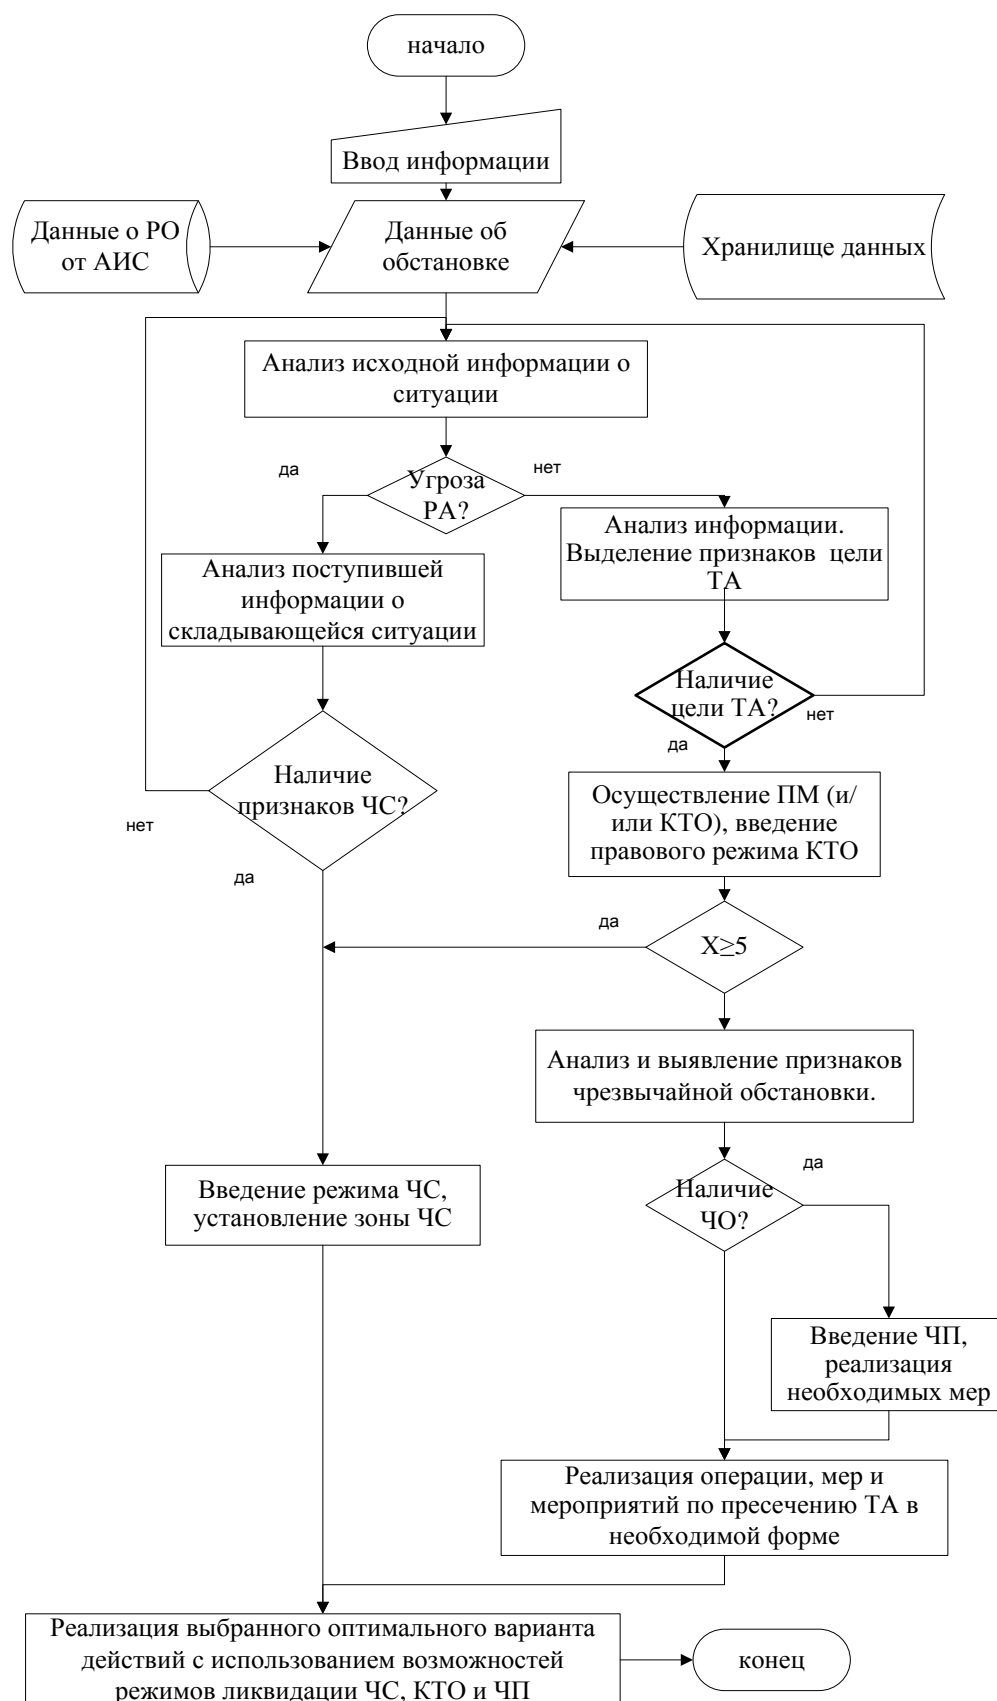 начало
Ввод информации
Данные о РО
от АИС
Данные об
обстановке
Хранилище данных
Анализ исходной информации о
ситуации
да
Угроза
РА?
нет
Анализ поступившей
информации о
складывающейся ситуации
Анализ информации.
Выделение признаков  цели
ТА
Наличие
цели ТА?
нет
да
Наличие
признаков ЧС?
нет
да
Осуществление ПМ (и/
или КТО), введение
правового режима КТО
да
X≥5
Анализ и выявление признаков
чрезвычайной обстановки.
Введение режима ЧС,
установление зоны ЧС
Наличие
ЧО?
да
Введение ЧП,
реализация
необходимых мер
Реализация операции, мер и
мероприятий по пресечению ТА в
необходимой форме
Реализация выбранного оптимального варианта
действий с использованием возможностей
режимов ликвидации ЧС, КТО и ЧП
конец